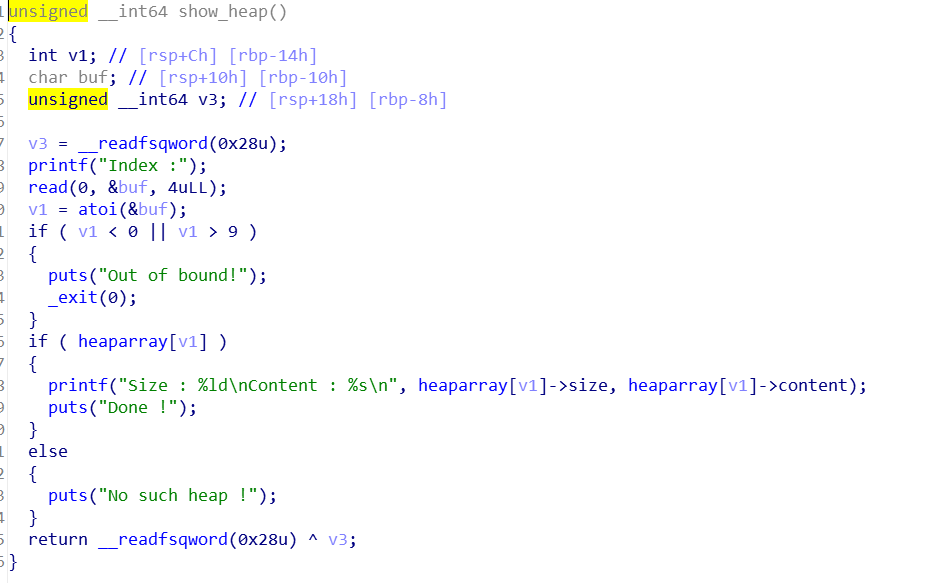 1 unsigned __int64 show_heap()
2 {
3 int v1; // [rsp+Ch] [rbp-14h]
4 char buf; // [rsp+10h] [rbp-10h]
5 unsigned __int64 v3; // [rsp+18h] [rbp-8h]
6
7 v3 = __readfsqword(0x28u);
8 printf("Index :");
9 read(0, &buf, 4uLL);
0 v1 = atoi(&buf);
1 if ( v1 < 0 || v1 > 9 )
2 {
3 puts("Out of bound!");
4 _exit(0);
5 }
6 if ( heaparray[v1] )
7 {
8 printf("Size : %ld\nContent : %s\n", heaparray[v1]->size, heaparray[v1]->content);
9 puts("Done !");
0 }
1 else
2 {
3 puts("No such heap !");
4 }
5 return __readfsqword(0x28u) ^ v3;
6 }